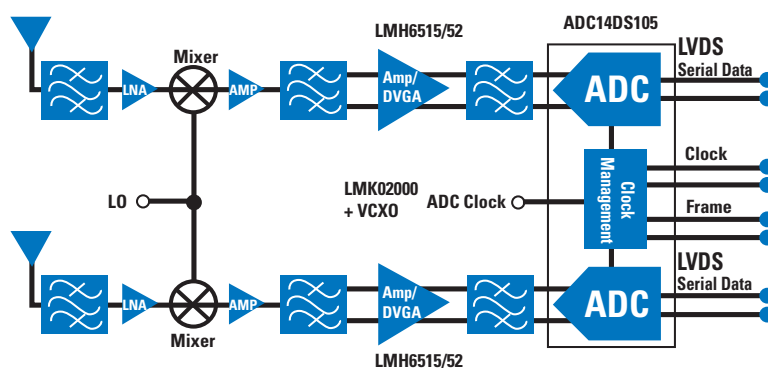 LMH6515/52
ADC14DS105
Mixer
LVDS
Serial Data
LNA
AMP
Amp/
DVGA
ADC
Clock
LO
LMK02000
+ VCXO
ADC Clock
Clock
Management
Frame
LVDS
Serial Data
LNA
AMP
Amp/
DVGA
ADC
Mixer
LMH6515/52